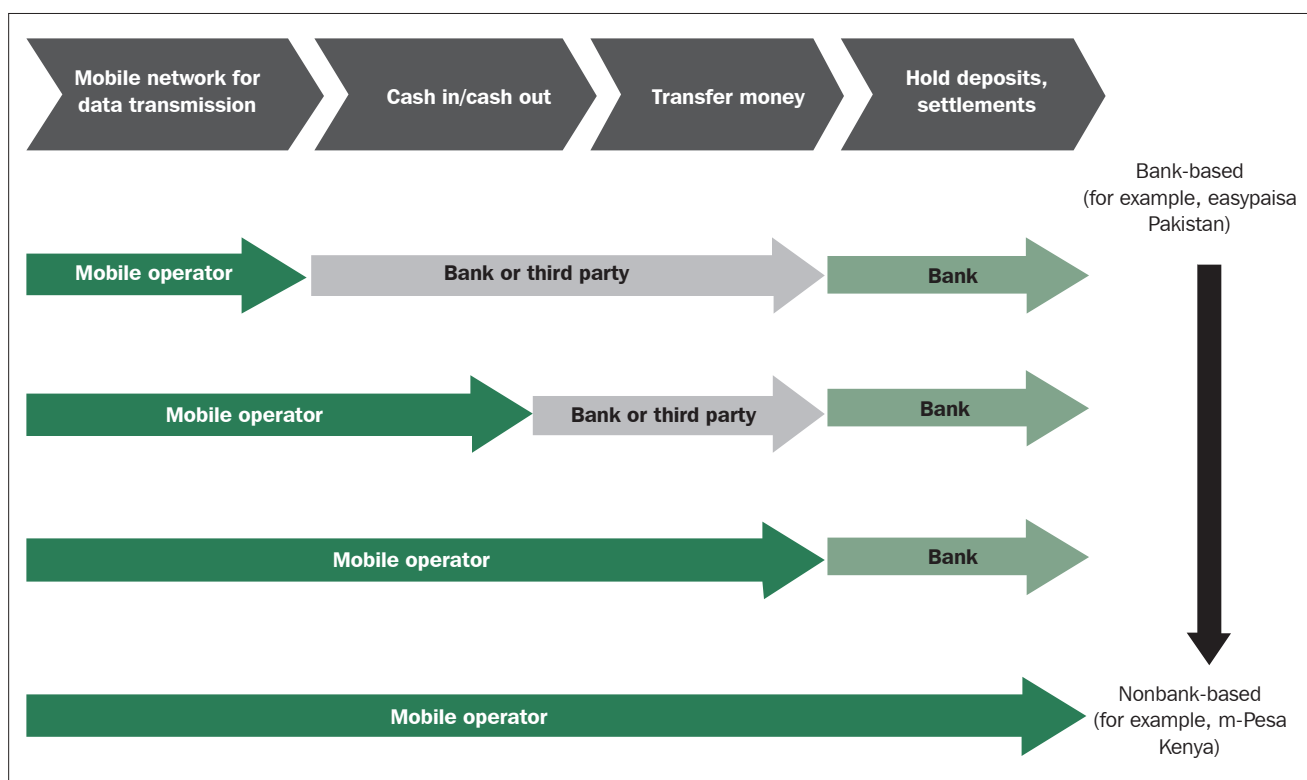 Mobile network for
data transmission
Cash in/cash out
Transfer money
Hold deposits,
settlements
Bank-based
(for example, easypaisa
Pakistan)
Mobile operator
Bank or third party
Bank
Mobile operator
Bank or third party
Bank
Mobile operator
Bank
Mobile operator
Nonbank-based
(for example, m-Pesa
Kenya)